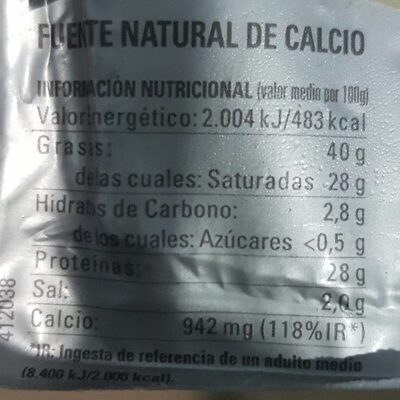 FUENTE NATURAL DE CALCIO
INFORMACIÓN NUTRICIONAL (valor medio por 100g)
Valor energético: 2.004 kJ/483 kcal
Grasas: 40 g
de las cuales: Saturadas 28 g
Hidratos de Carbono: 2,8 g
de los cuales: Azúcares <0,5 g
Proteínas: 28 g
Sal: 2,0 g
Calcio: 942 mg (118%IR*)
*IR: Ingesta de referencia de un adulto medio
(8.400 kJ/2.000 kcal).
412038